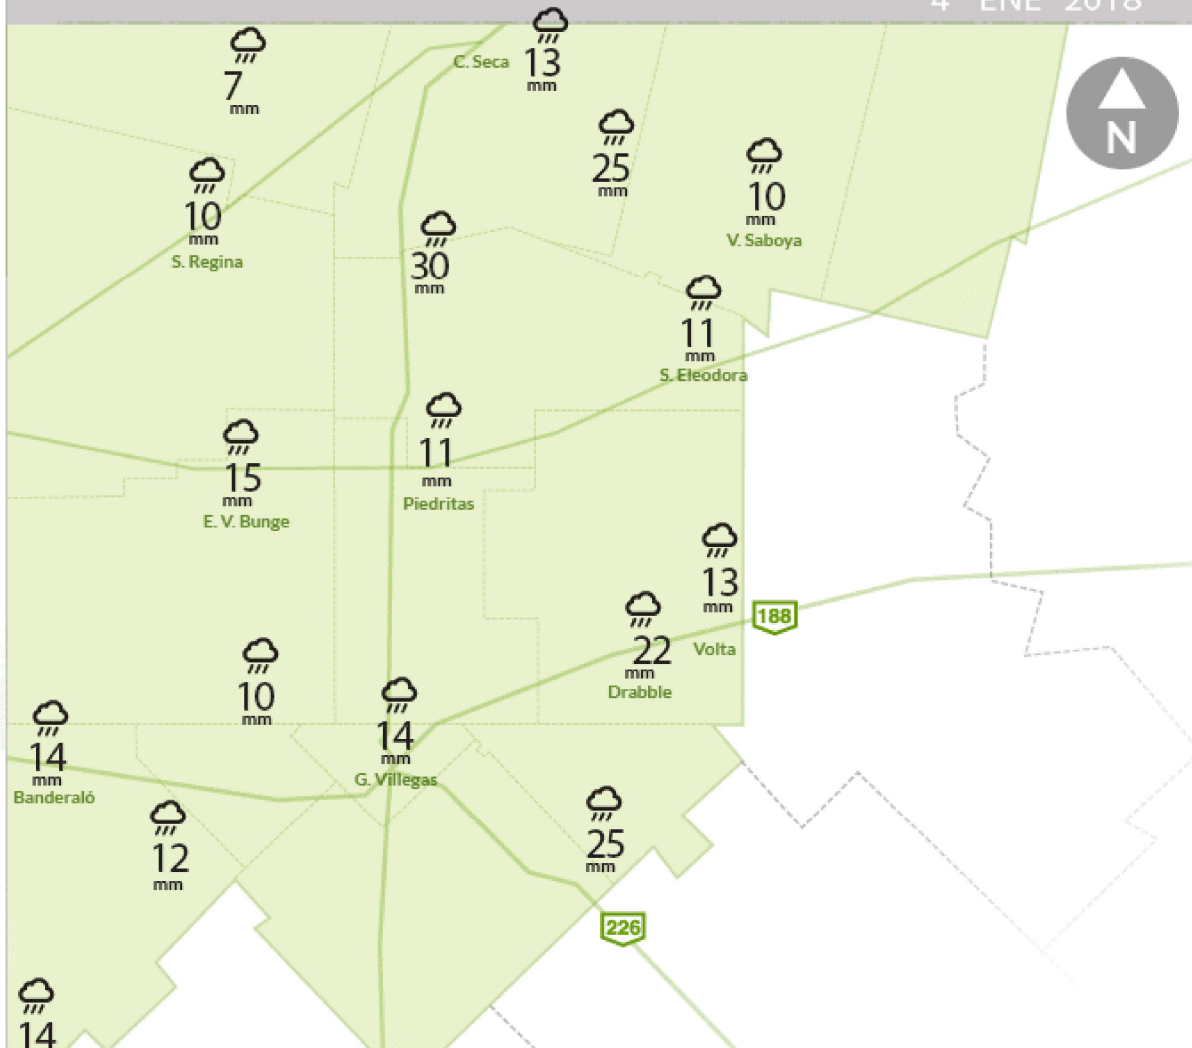 4 ENE 2018
13
mm
C. Seca
7
mm
N
25
mm
10
mm
V. Saboya
10
mm
S. Regina
30
mm
11
mm
S. Eleodora
11
mm
Piedritas
15
mm
E. V. Bunge
13
mm
Volta
188
22
mm
Drabble
10
mm
14
mm
G. Villegas
14
mm
Banderaló
12
mm
25
mm
226
14